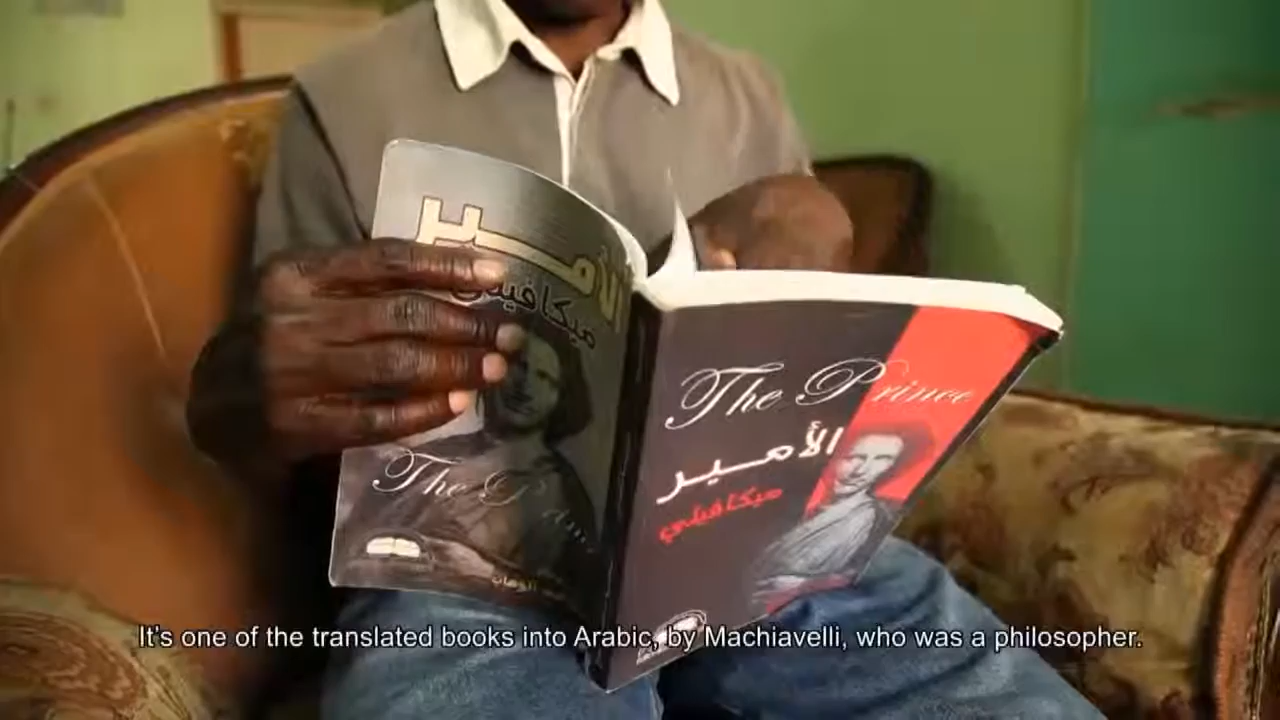 الأمير
ميكافيلي
The
The Prince
الأمير
ميكافيلي
It's one of the translated books into Arabic, by Machiavelli, who was a philosopher.